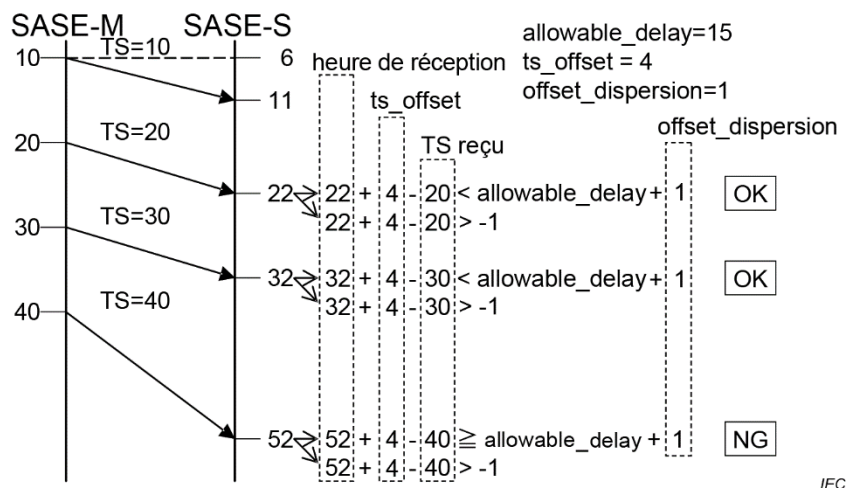 SASE-M SASE-S
allowable_delay=15
ts_offset = 4
offset_dispersion=1
10 TS=10 6 heure de réception
11
ts_offset
offset_dispersion
20 TS=20 TS reçu
22 22 + 4 - 20 < allowable_delay + 1 OK
22 + 4 - 20 > -1
30 TS=30
32 32 + 4 - 30 < allowable_delay + 1 OK
32 + 4 - 30 > -1
40 TS=40
52 52 + 4 - 40 ≧ allowable_delay + 1 NG
52 + 4 - 40 > -1
IEC